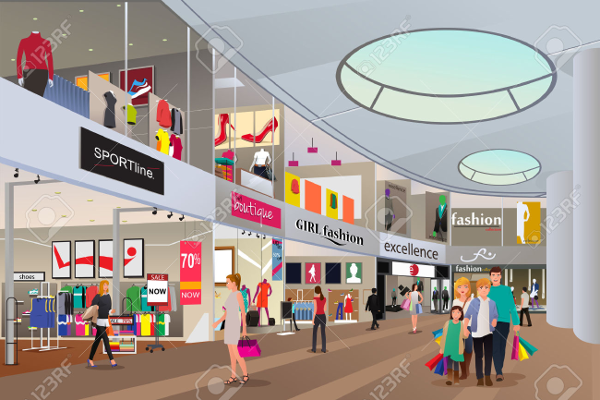 SPORTline.
boutique
GIRL fashion
excellence
fashion
fashion
shoes
SALE
NOW
70%
NOW
123RF